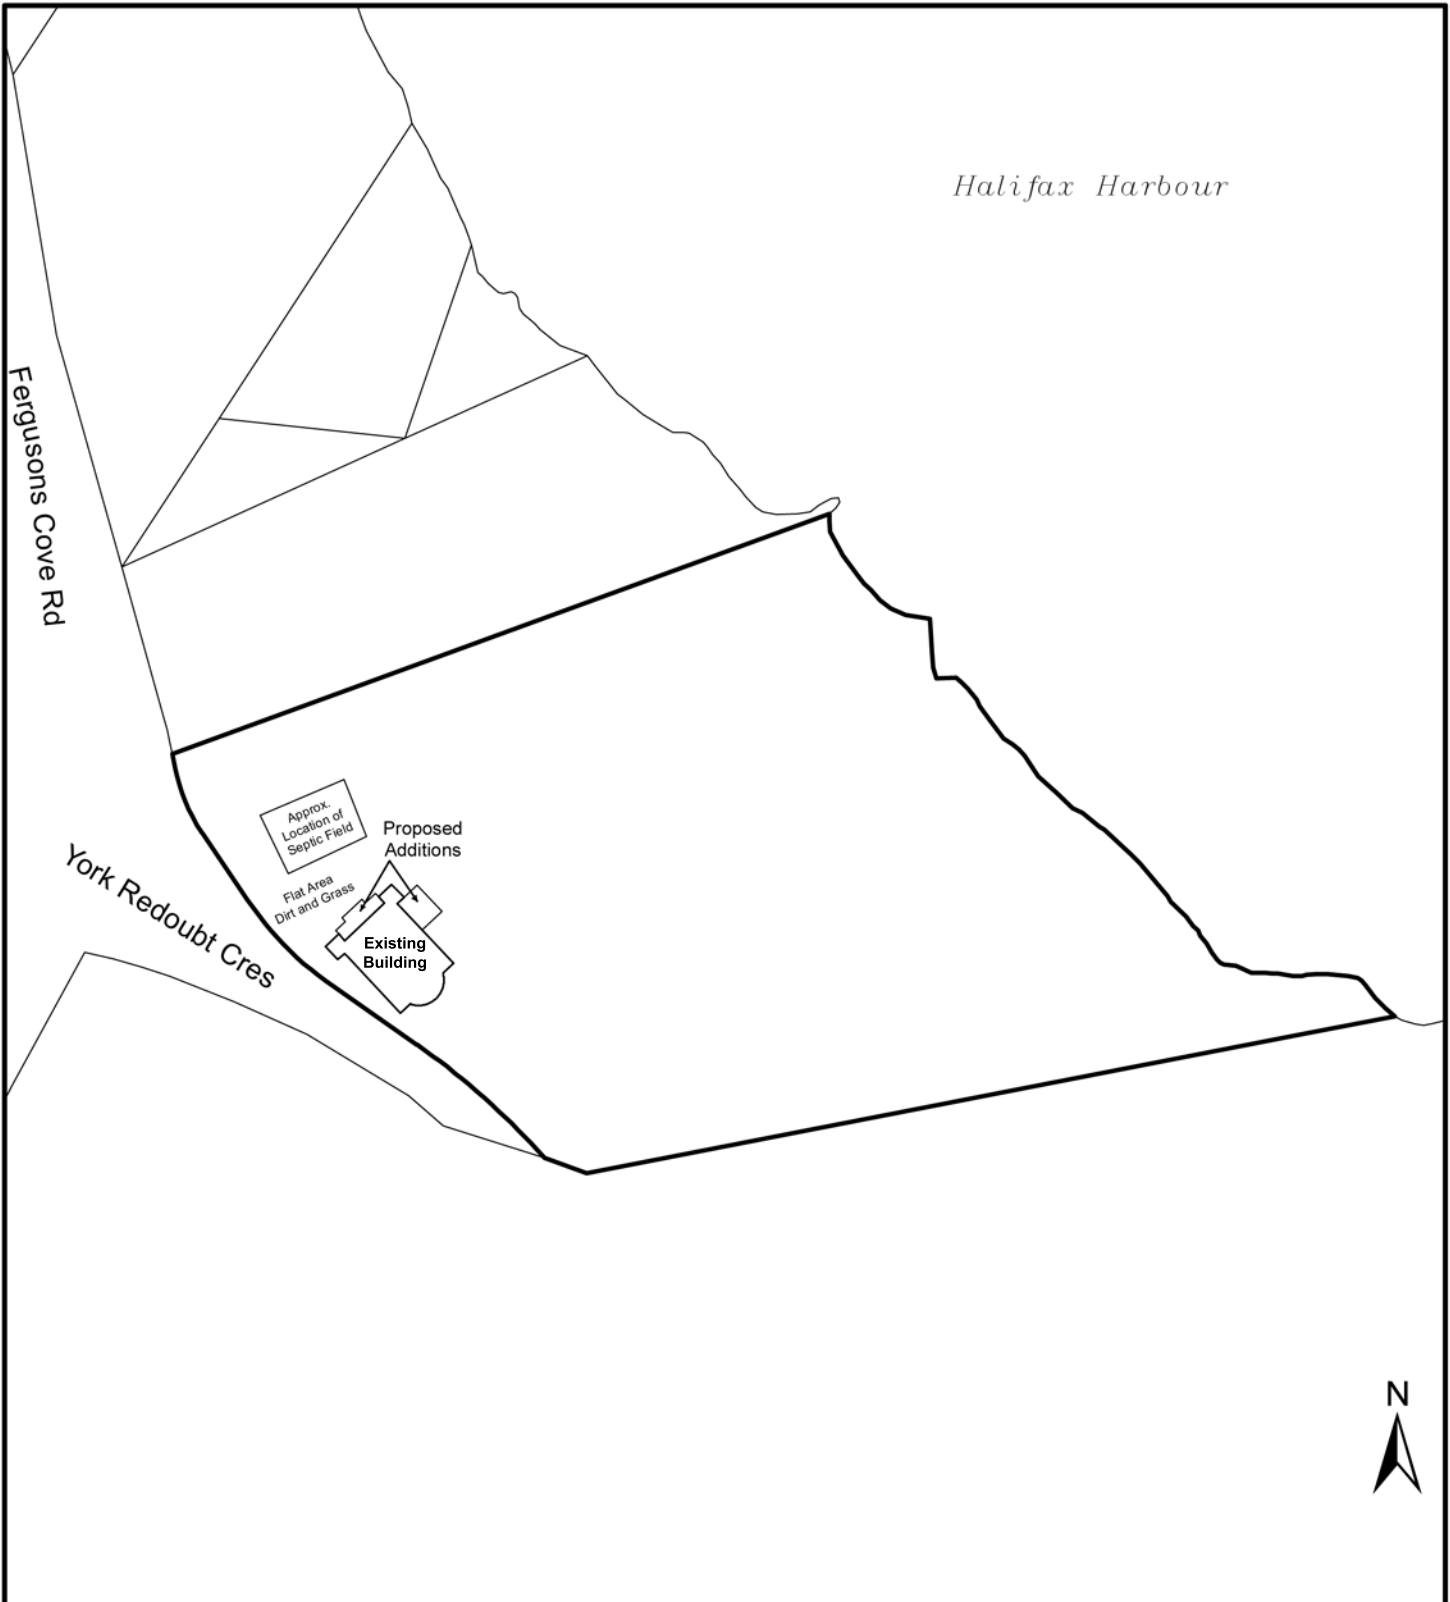 Halifax Harbour
Fergusons Cove Rd
Approx.
Location of
Septic Field
Proposed
Additions
York Redoubt Cres
Flat Area
Dirt and Grass
Existing
Building
N